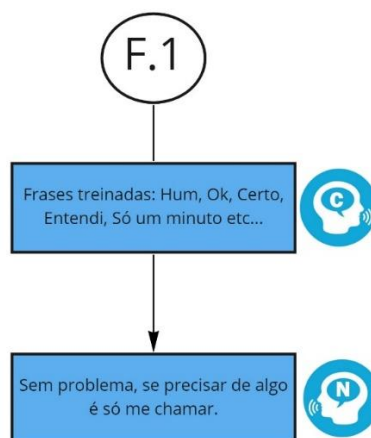 F.1
Frases treinadas: Hum, Ok, Certo,
Entendi, Só um minuto etc...
C
Sem problema, se precisar de algo
é só me chamar.
N